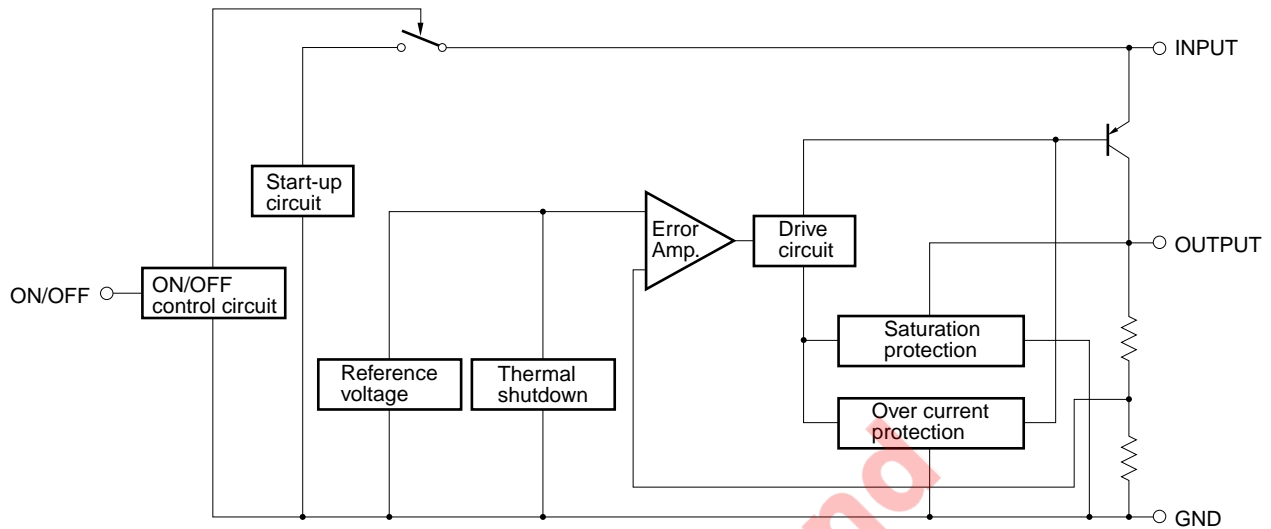 INPUT
Start-up
circuit
Error
Amp.
Drive
circuit
OUTPUT
ON/OFF
ON/OFF
control circuit
Saturation
protection
Reference
voltage
Thermal
shutdown
Over current
protection
GND